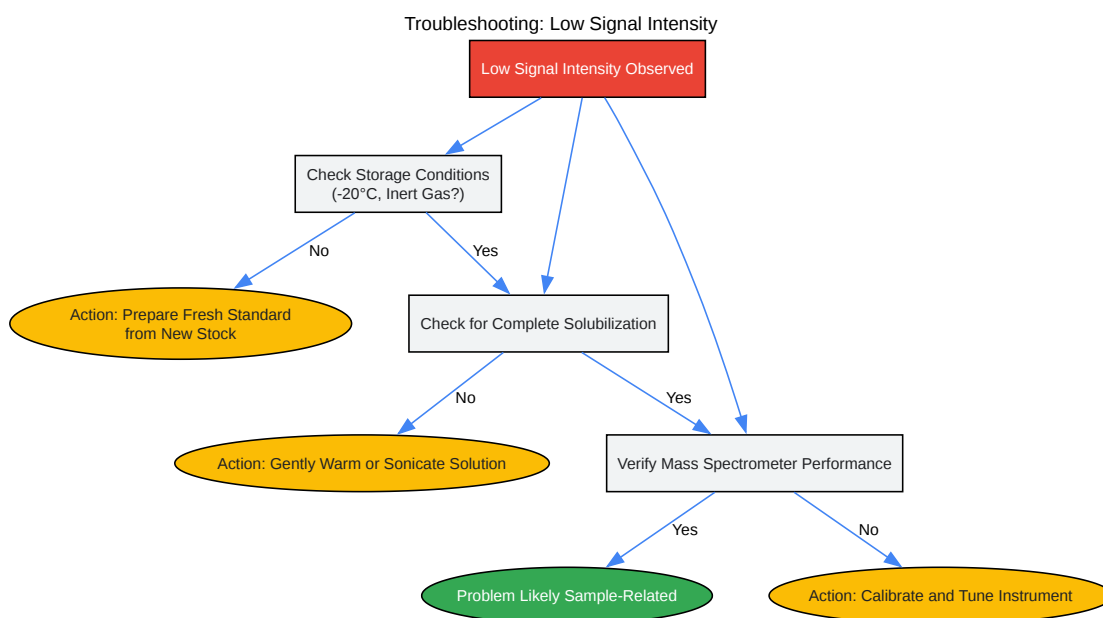 Troubleshooting: Low Signal Intensity
Low Signal Intensity Observed
Check Storage Conditions
(-20°C, Inert Gas?)
No
Yes
Action: Prepare Fresh Standard
from New Stock
Check for Complete Solubilization
No
Yes
Action: Gently Warm or Sonicate Solution
Verify Mass Spectrometer Performance
Yes
No
Problem Likely Sample-Related
Action: Calibrate and Tune Instrument